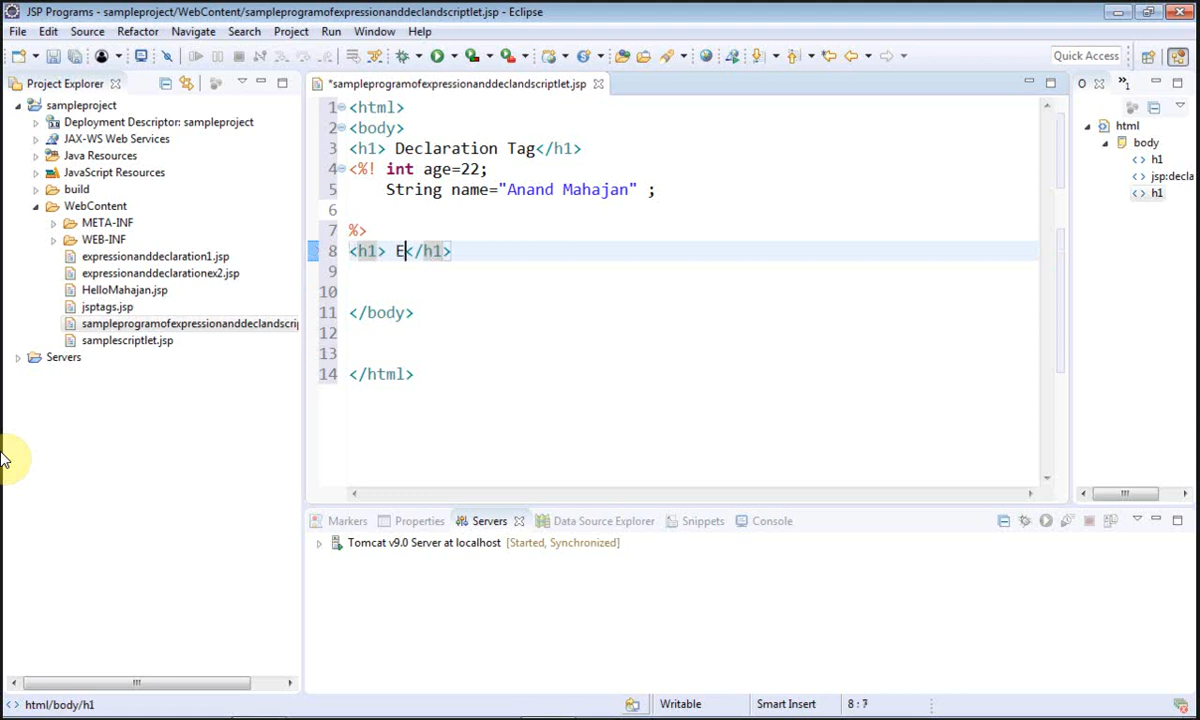 JSP Programs - sampleproject/WebContent/sampleprogramofexpressionanddeclandscriptlet.jsp - Eclipse
File Edit Source Refactor Navigate Search Project Run Window Help
Quick Access
Project Explorer
*sampleprogramofexpressionanddeclandscriptlet.jsp
O
»1
sampleproject
Deployment Descriptor: sampleproject
JAX-WS Web Services
Java Resources
JavaScript Resources
build
WebContent
META-INF
WEB-INF
expressionanddeclaration1.jsp
expressionanddeclarationex2.jsp
HelloMahajan.jsp
jsptags.jsp
sampleprogramofexpressionanddeclandscri
samplescriptlet.jsp
Servers
1 <html>
2 <body>
3 <h1> Declaration Tag</h1>
4 <%! int age=22;
5 String name="Anand Mahajan" ;
6
7 %>
8 <h1> E</h1>
9
10
11 </body>
12
13
14 </html>
html
body
h1
jsp:decla
h1
Markers Properties Servers Data Source Explorer Snippets Console
Tomcat v9.0 Server at localhost [Started, Synchronized]
html/body/h1
Writable
Smart Insert
8 : 7